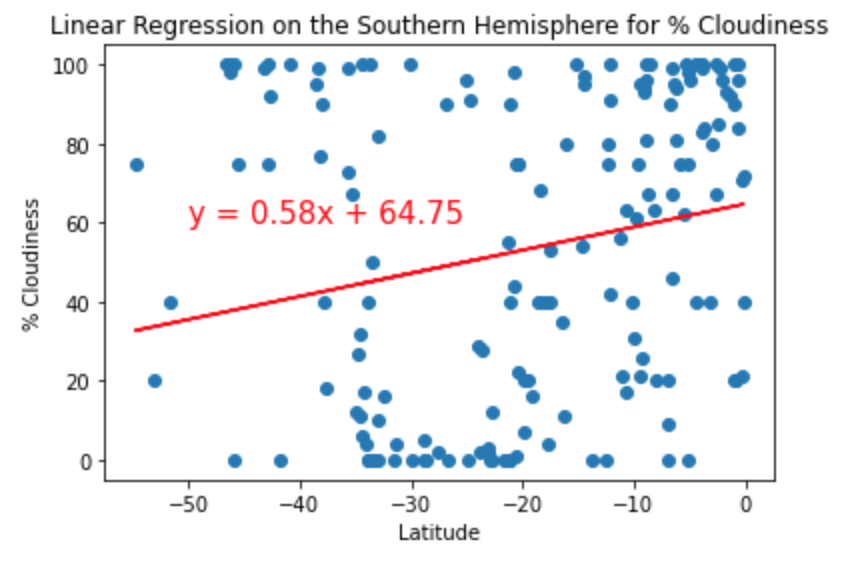 Linear Regression on the Southern Hemisphere for % Cloudiness
100
80
60
40
20
0
% Cloudiness
y = 0.58x + 64.75
−50 −40 −30 −20 −10 0
Latitude